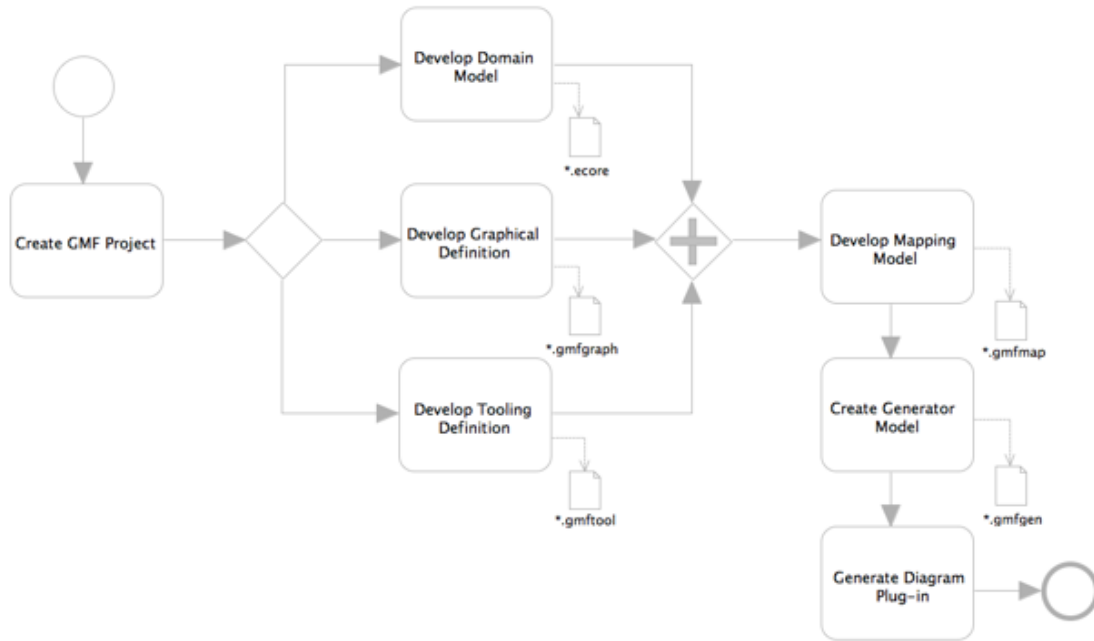 Develop Domain
Model
*.ecore
Create GMF Project
Develop Graphical
Definition
*.gmfgraph
Develop Tooling
Definition
*.gmftool
Develop Mapping
Model
*.gmfmap
Create Generator
Model
*.gmfgen
Generate Diagram
Plug-in